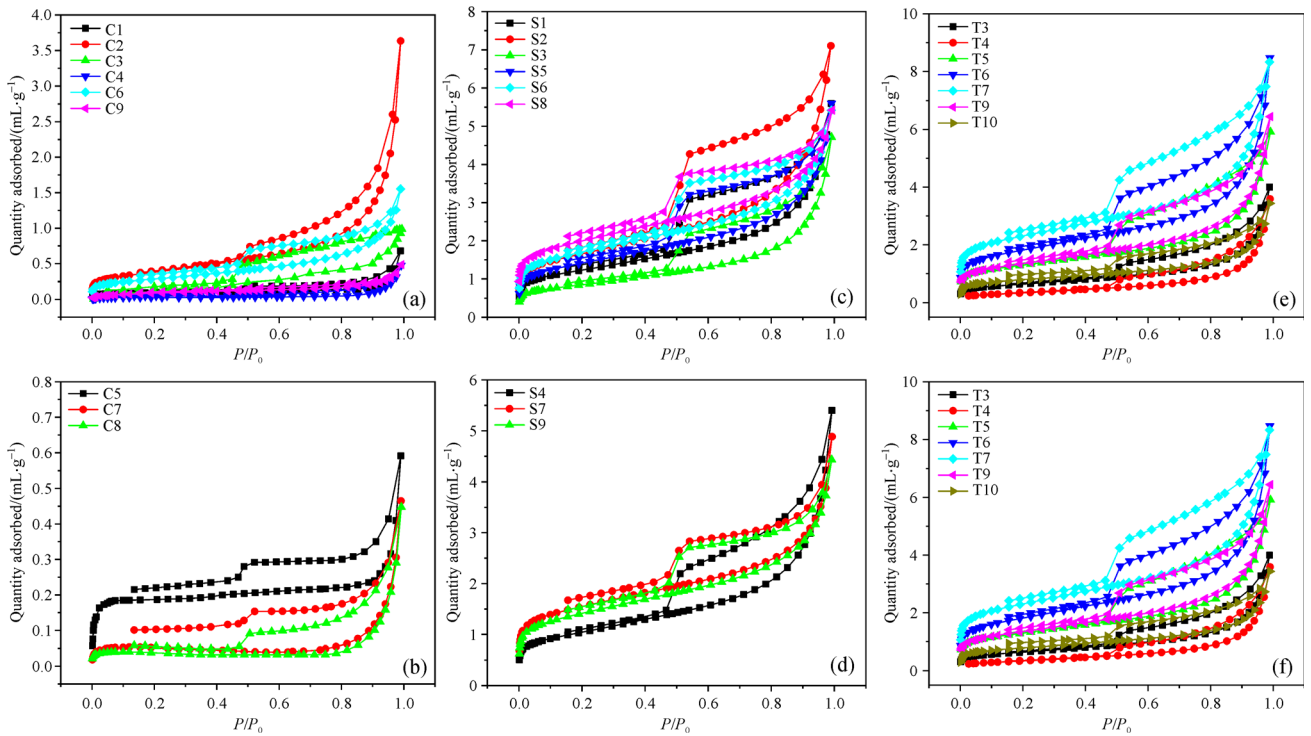 4.0
3.5
3.0
2.5
2.0
1.5
1.0
0.5
0.0
Quantity adsorbed/(mL·g⁻¹)
C1
C2
C3
C4
C6
C9
(a)
0.0 0.2 0.4 0.6 0.8 1.0
P/P₀
8
7
6
5
4
3
2
1
0
Quantity adsorbed/(mL·g⁻¹)
S1
S2
S3
S5
S6
S8
(c)
0.0 0.2 0.4 0.6 0.8 1.0
P/P₀
10
8
6
4
2
0
Quantity adsorbed/(mL·g⁻¹)
T3
T4
T5
T6
T7
T9
T10
(e)
0.0 0.2 0.4 0.6 0.8 1.0
P/P₀
0.8
0.7
0.6
0.5
0.4
0.3
0.2
0.1
0.0
Quantity adsorbed/(mL·g⁻¹)
C5
C7
C8
(b)
0.0 0.2 0.4 0.6 0.8 1.0
P/P₀
6
5
4
3
2
1
0
Quantity adsorbed/(mL·g⁻¹)
S4
S7
S9
(d)
0.0 0.2 0.4 0.6 0.8 1.0
P/P₀
10
8
6
4
2
0
Quantity adsorbed/(mL·g⁻¹)
T3
T4
T5
T6
T7
T9
T10
(f)
0.0 0.2 0.4 0.6 0.8 1.0
P/P₀